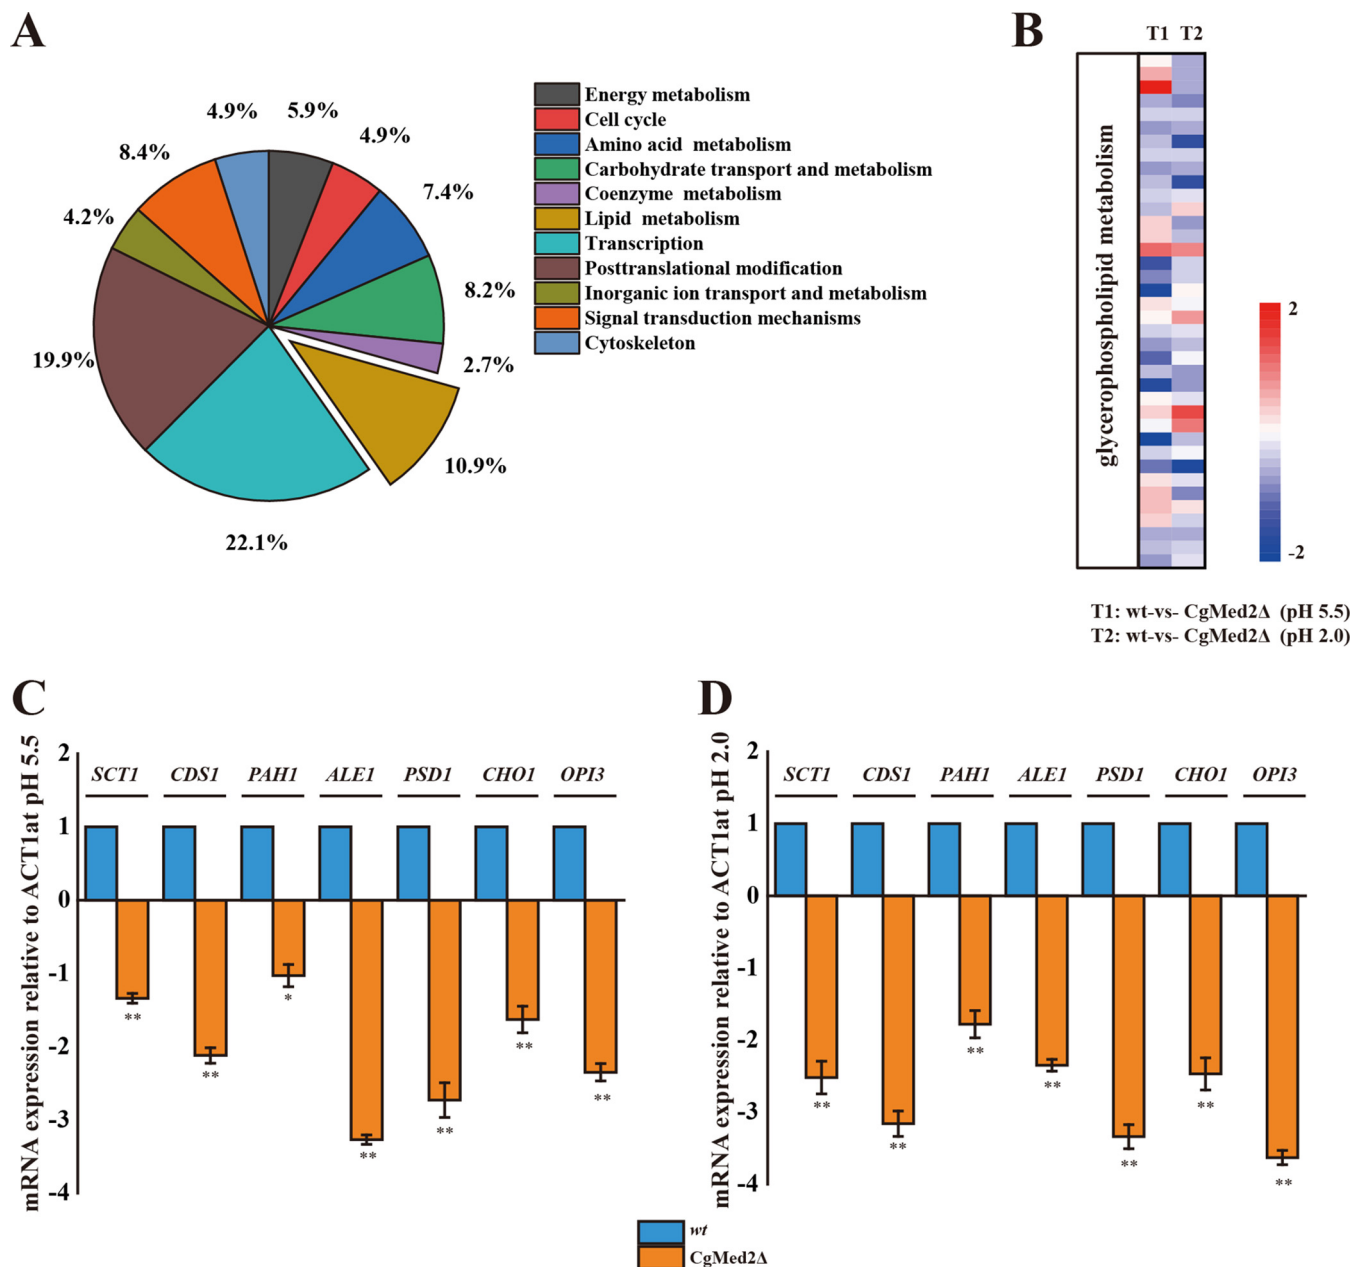 A
4.9%
5.9%
4.9%
8.4%
7.4%
4.2%
8.2%
19.9%
2.7%
10.9%
22.1%
Energy metabolism
Cell cycle
Amino acid metabolism
Carbohydrate transport and metabolism
Coenzyme metabolism
Lipid metabolism
Transcription
Posttranslational modification
Inorganic ion transport and metabolism
Signal transduction mechanisms
Cytoskeleton
B
T1 T2
glycerophospholipid metabolism
2
-2
T1: wt-vs- CgMed2Δ (pH 5.5)
T2: wt-vs- CgMed2Δ (pH 2.0)
C
mRNA expression relative to ACT1at pH 5.5
2
1
0
-1
-2
-3
-4
SCT1 CDS1 PAH1 ALE1 PSD1 CHO1 OPI3
** ** * ** ** ** **
D
mRNA expression relative to ACT1at pH 2.0
2
1
0
-1
-2
-3
-4
SCT1 CDS1 PAH1 ALE1 PSD1 CHO1 OPI3
** ** ** ** ** ** **
wt
CgMed2Δ